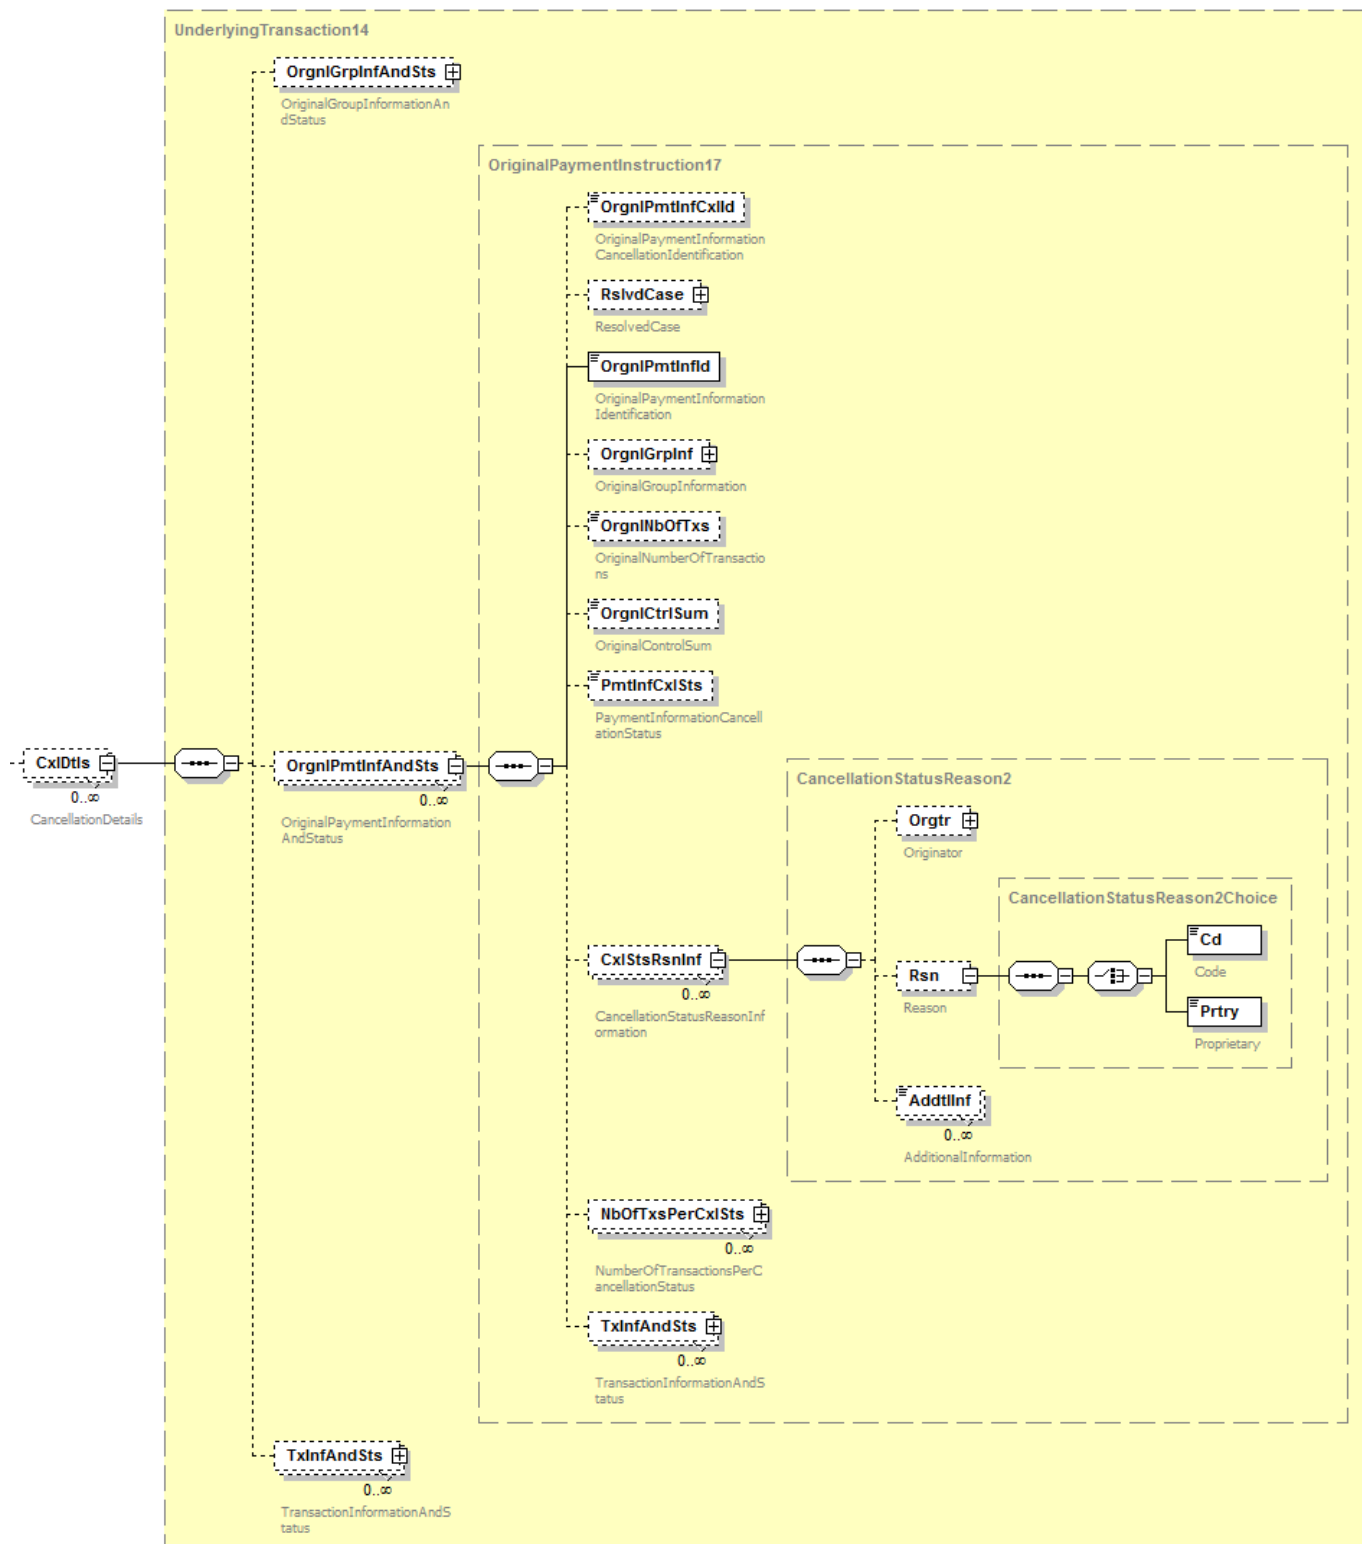 UnderlyingTransaction14
OrgnlGrpInfAndSts
OriginalGroupInformationAn
dStatus
OriginalPaymentInstruction17
OrgnlPmtInfCxlId
OriginalPaymentInformation
CancellationIdentification
RslvdCase
ResolvedCase
OrgnlPmtInfId
OriginalPaymentInformation
Identification
OrgnlGrpInf
OriginalGroupInformation
OrgnlNbOfTxs
OriginalNumberOfTransactio
ns
OrgnlCtrlSum
OriginalControlSum
PmtInfCxlSts
PaymentInformationCancell
ationStatus
CxlDtls
0..∞
CancellationDetails
OrgnlPmtInfAndSts
0..∞
OriginalPaymentInformation
AndStatus
CancellationStatusReason2
Orgtr
Originator
CancellationStatusReason2Choice
Cd
Code
CxlStsRsnInf
0..∞
CancellationStatusReasonInf
ormation
Rsn
Reason
Prtry
Proprietary
AddtlInf
0..∞
AdditionalInformation
NbOfTxsPerCxlSts
0..∞
NumberOfTransactionsPerC
ancellationStatus
TxInfAndSts
0..∞
TransactionInformationAndS
tatus
TxInfAndSts
0..∞
TransactionInformationAndS
tatus